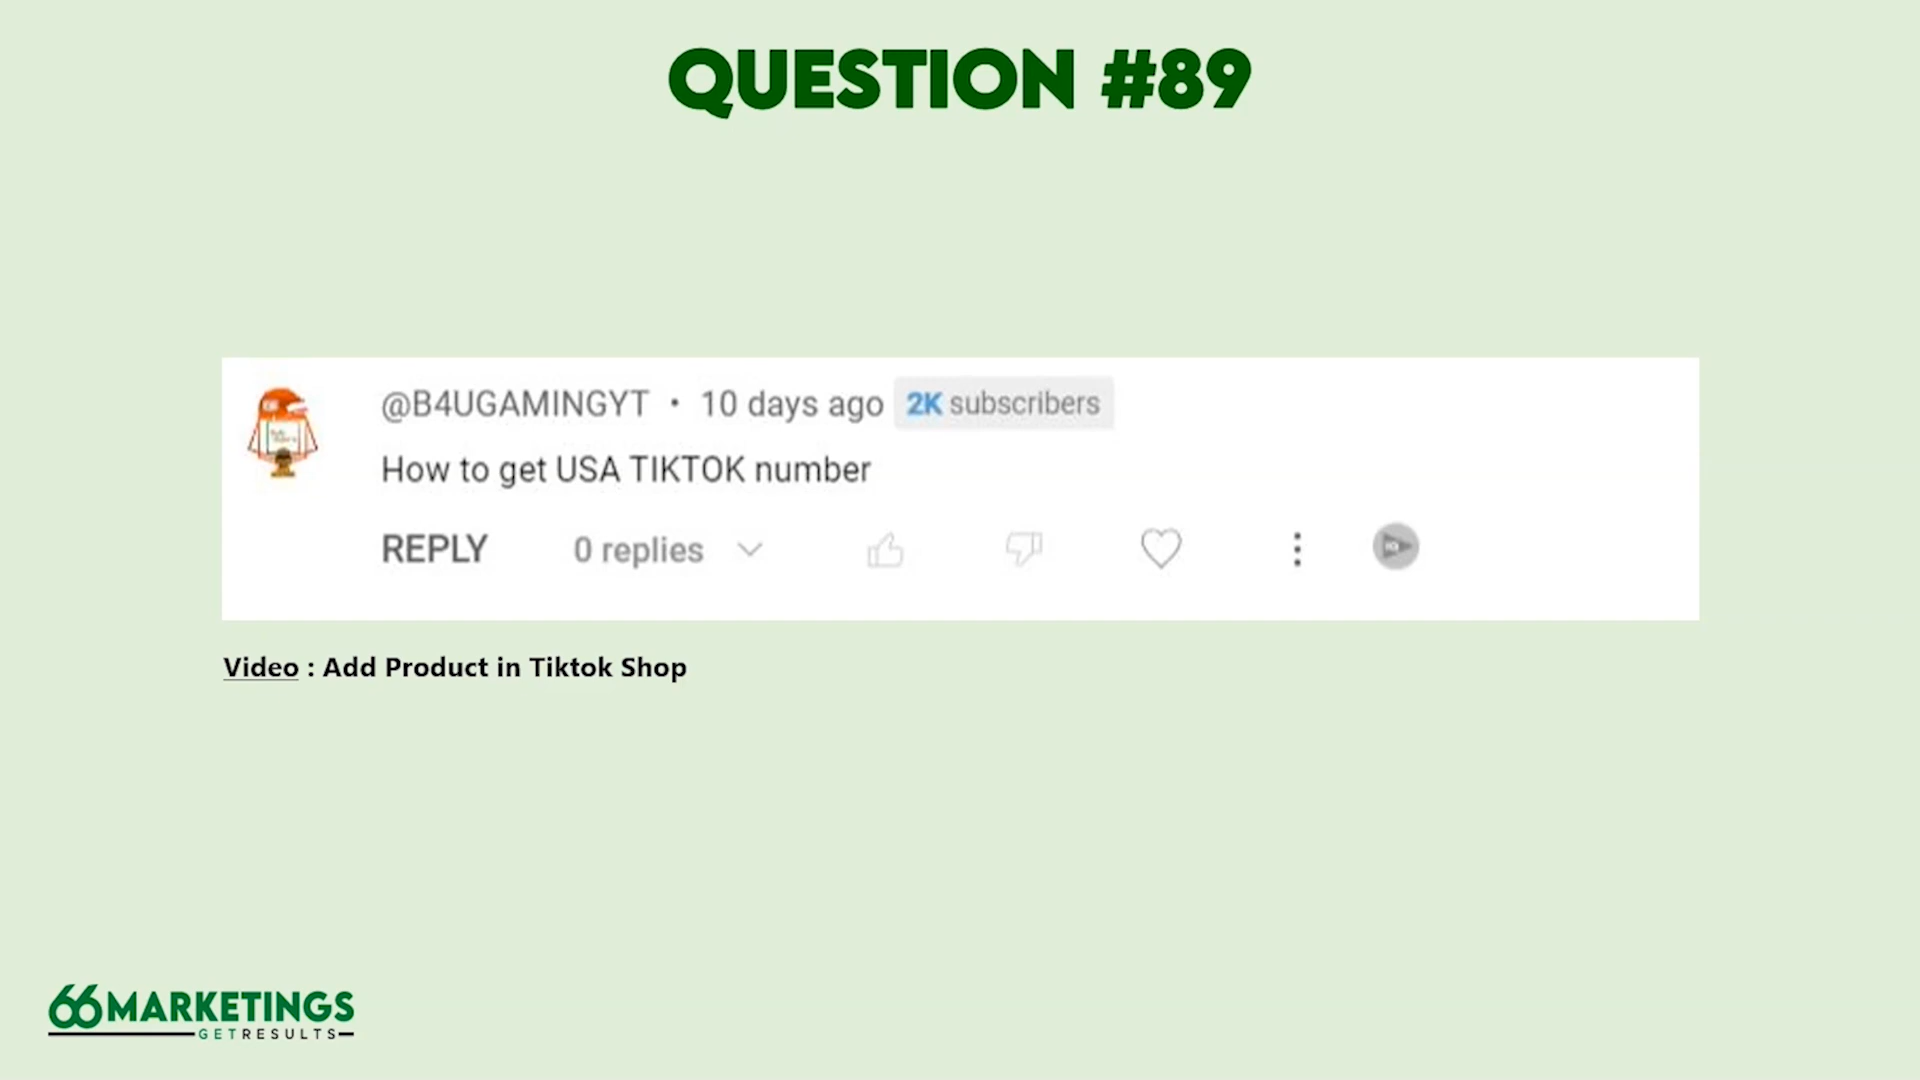 QUESTION #89
@B4UGAMINGYT • 10 days ago 2K subscribers
How to get USA TIKTOK number
REPLY 0 replies
Video : Add Product in Tiktok Shop
66MARKETINGS
GETRESULTS